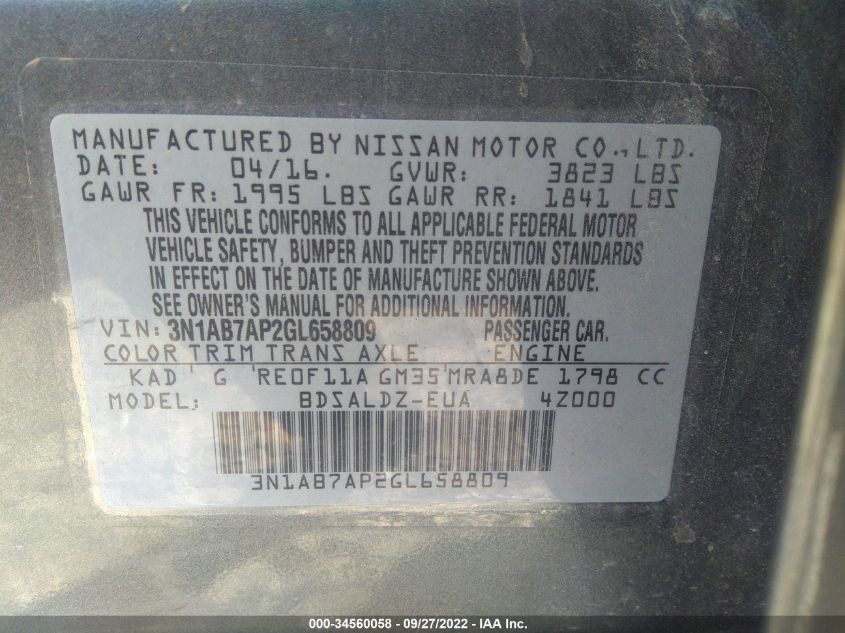 MANUFACTURED BY NISSAN MOTOR CO., LTD.
DATE: 04/16. GVWR: 3823 LBS
GAWR FR: 1995 LBS GAWR RR: 1841 LBS
THIS VEHICLE CONFORMS TO ALL APPLICABLE FEDERAL MOTOR
VEHICLE SAFETY, BUMPER AND THEFT PREVENTION STANDARDS
IN EFFECT ON THE DATE OF MANUFACTURE SHOWN ABOVE.
SEE OWNER'S MANUAL FOR ADDITIONAL INFORMATION.
VIN: 3N1AB7AP2GL658809 PASSENGER CAR.
COLOR TRIM TRANS AXLE ENGINE
KAD G RE0F11A GM35 MRA8DE 1798 CC
MODEL: BDSALDZ-EUA 4Z000
3N1AB7AP2GL658809
000-34560058 - 09/27/2022 - IAA Inc.